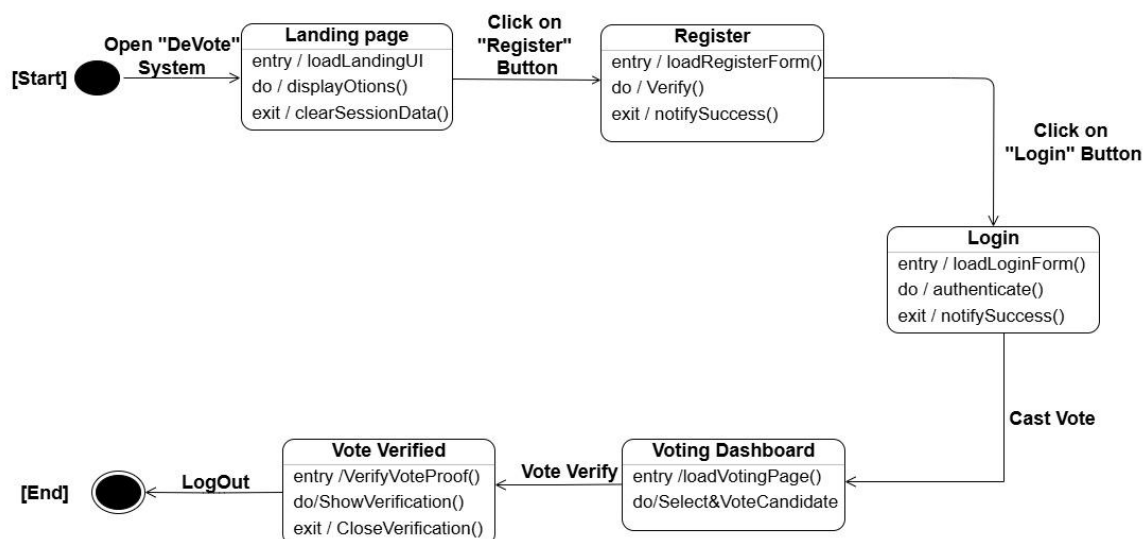 [Start]
Open "DeVote"
System
Landing page
entry / loadLandingUI
do / displayOtions()
exit / clearSessionData()
Click on
"Register"
Button
Register
entry / loadRegisterForm()
do / Verify()
exit / notifySuccess()
Click on
"Login" Button
Login
entry / loadLoginForm()
do / authenticate()
exit / notifySuccess()
Cast Vote
Voting Dashboard
entry /loadVotingPage()
do/Select&VoteCandidate
Vote Verify
Vote Verified
entry /VerifyVoteProof()
do/ShowVerification()
exit / CloseVerification()
LogOut
[End]